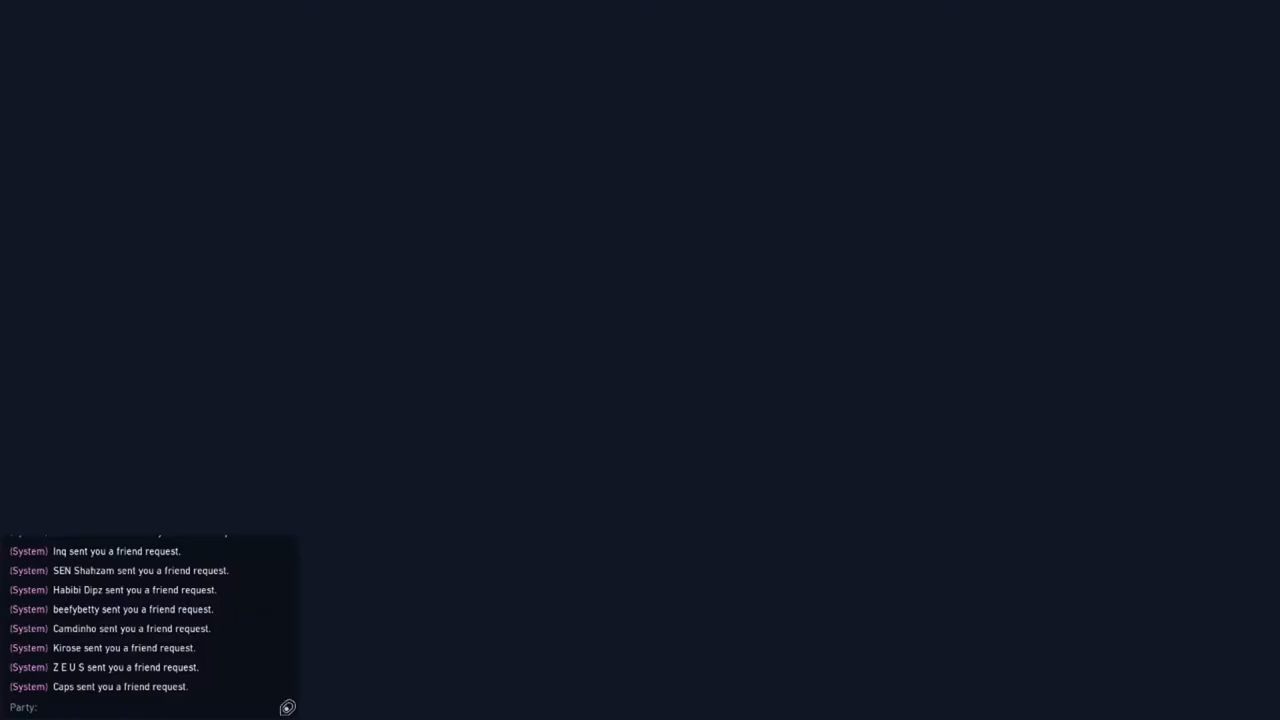 (System) Inq sent you a friend request.
(System) SEN Shahzam sent you a friend request.
(System) Habibi Dipz sent you a friend request.
(System) beefybetty sent you a friend request.
(System) Camdinho sent you a friend request.
(System) Kirose sent you a friend request.
(System) Z E U S sent you a friend request.
(System) Caps sent you a friend request.
Party: